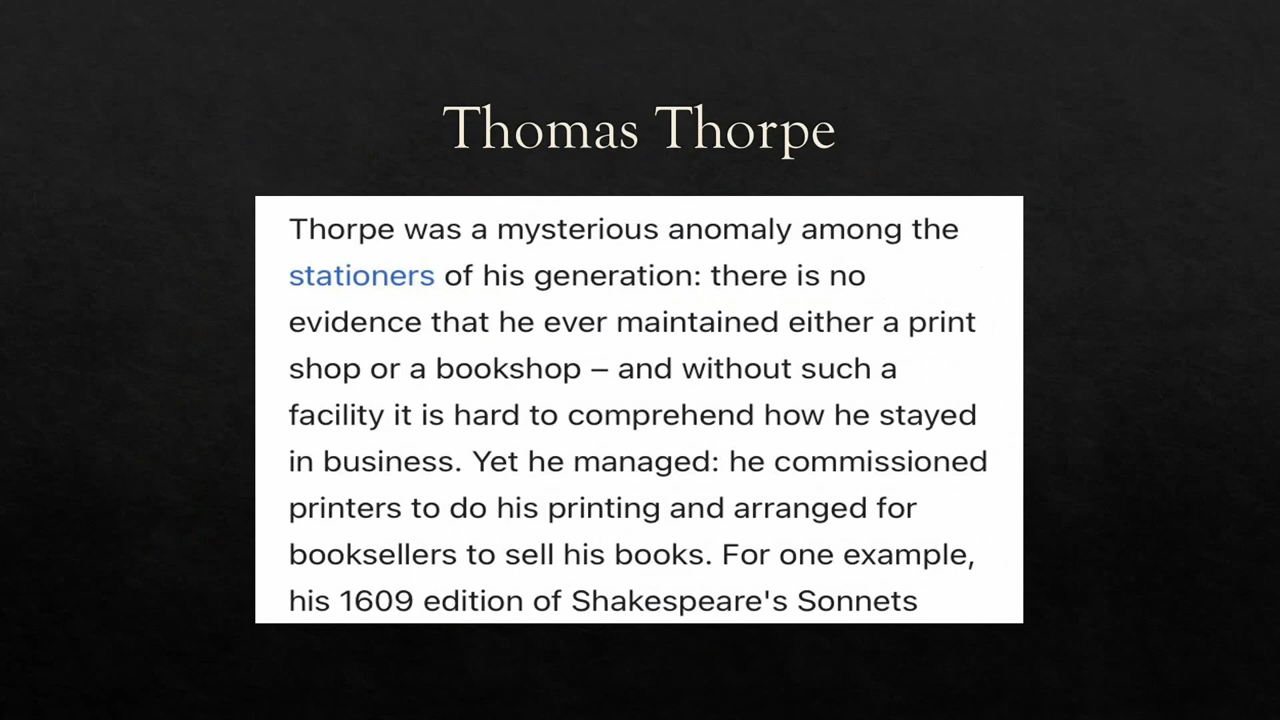 Thomas Thorpe
Thorpe was a mysterious anomaly among the
stationers of his generation: there is no
evidence that he ever maintained either a print
shop or a bookshop – and without such a
facility it is hard to comprehend how he stayed
in business. Yet he managed: he commissioned
printers to do his printing and arranged for
booksellers to sell his books. For one example,
his 1609 edition of Shakespeare's Sonnets